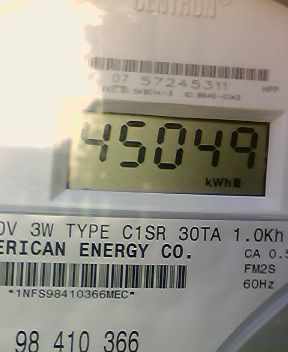 CENTRON®
07 57245311
45049
kWh
0V 3W TYPE C1SR 30TA 1.0Kh
ERICAN ENERGY CO.
CA 0.5
FM2S
*1NFS98410366MEC*
60Hz
98 410 366